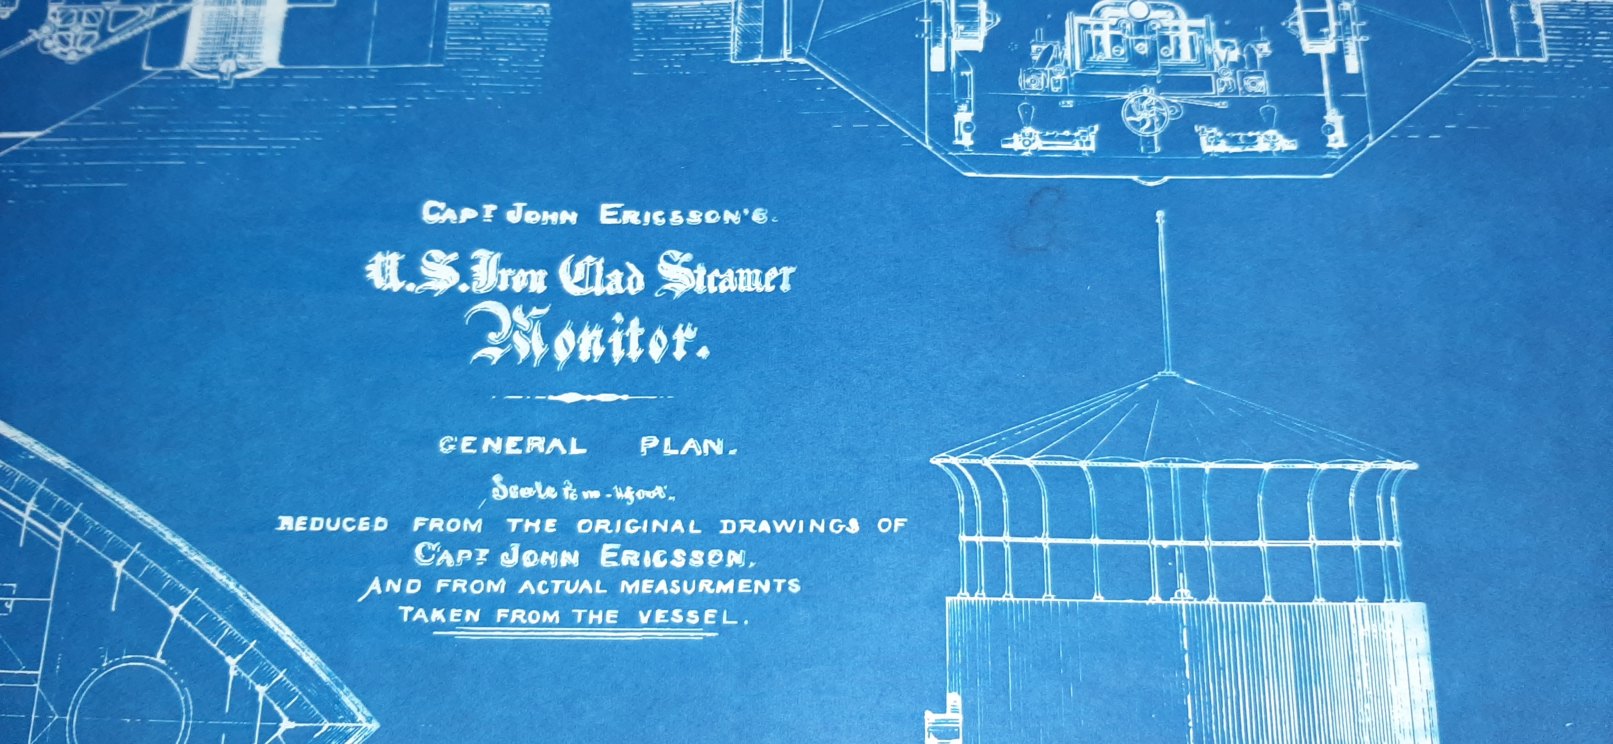 CAPT JOHN ERICSSON'S.
U.S. Iron Clad Steamer
Monitor.
GENERAL PLAN.
Scale
REDUCED FROM THE ORIGINAL DRAWINGS OF
CAPT JOHN ERICSSON,
AND FROM ACTUAL MEASURMENTS
TAKEN FROM THE VESSEL.